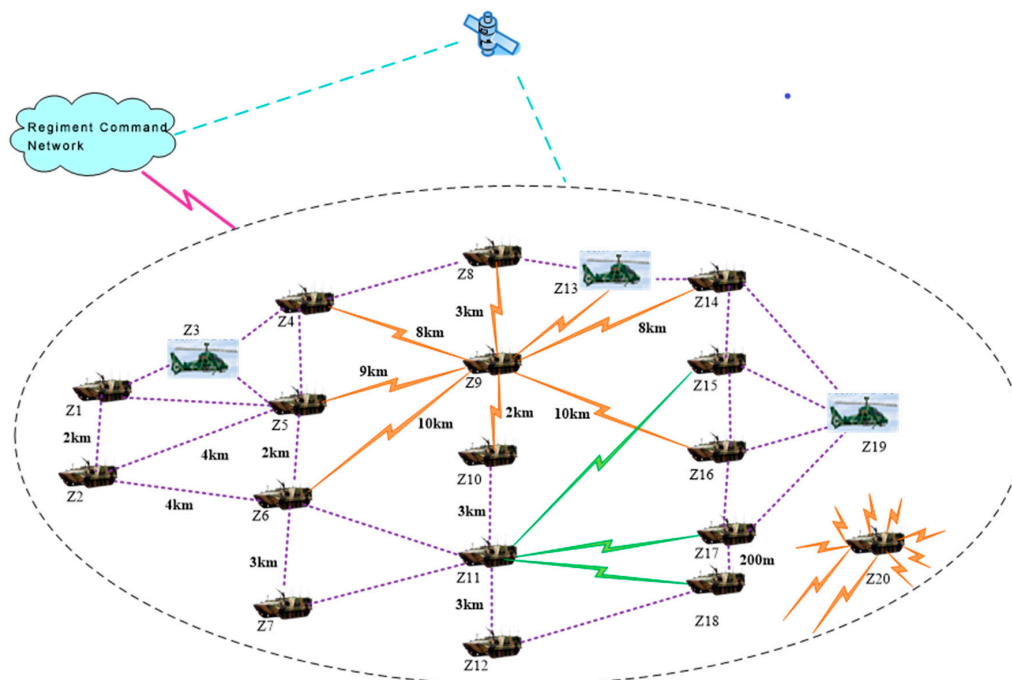 Regiment Command
Network
Z8
Z13
Z14
3km
Z4
8km
8km
Z3
Z9
Z15
9km
Z1
Z5
10km
2km
10km
Z19
2km
4km
2km
Z10
Z16
Z2
4km
Z6
3km
Z17
200m
3km
Z11
Z20
Z7
3km
Z18
Z12